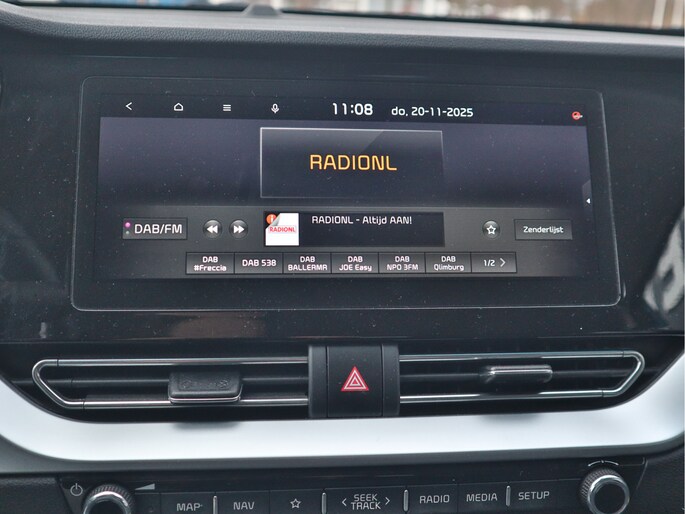 11:08 do, 20-11-2025
RADIONL
DAB/FM
RADIONL
RADIONL - Altijd AAN!
Zenderlijst
DAB #Freccia
DAB 538
DAB BALLERMR
DAB JOE Easy
DAB NPO 3FM
DAB Qlimburg
1/2
MAP
NAV
SEEK TRACK
RADIO
MEDIA
SETUP